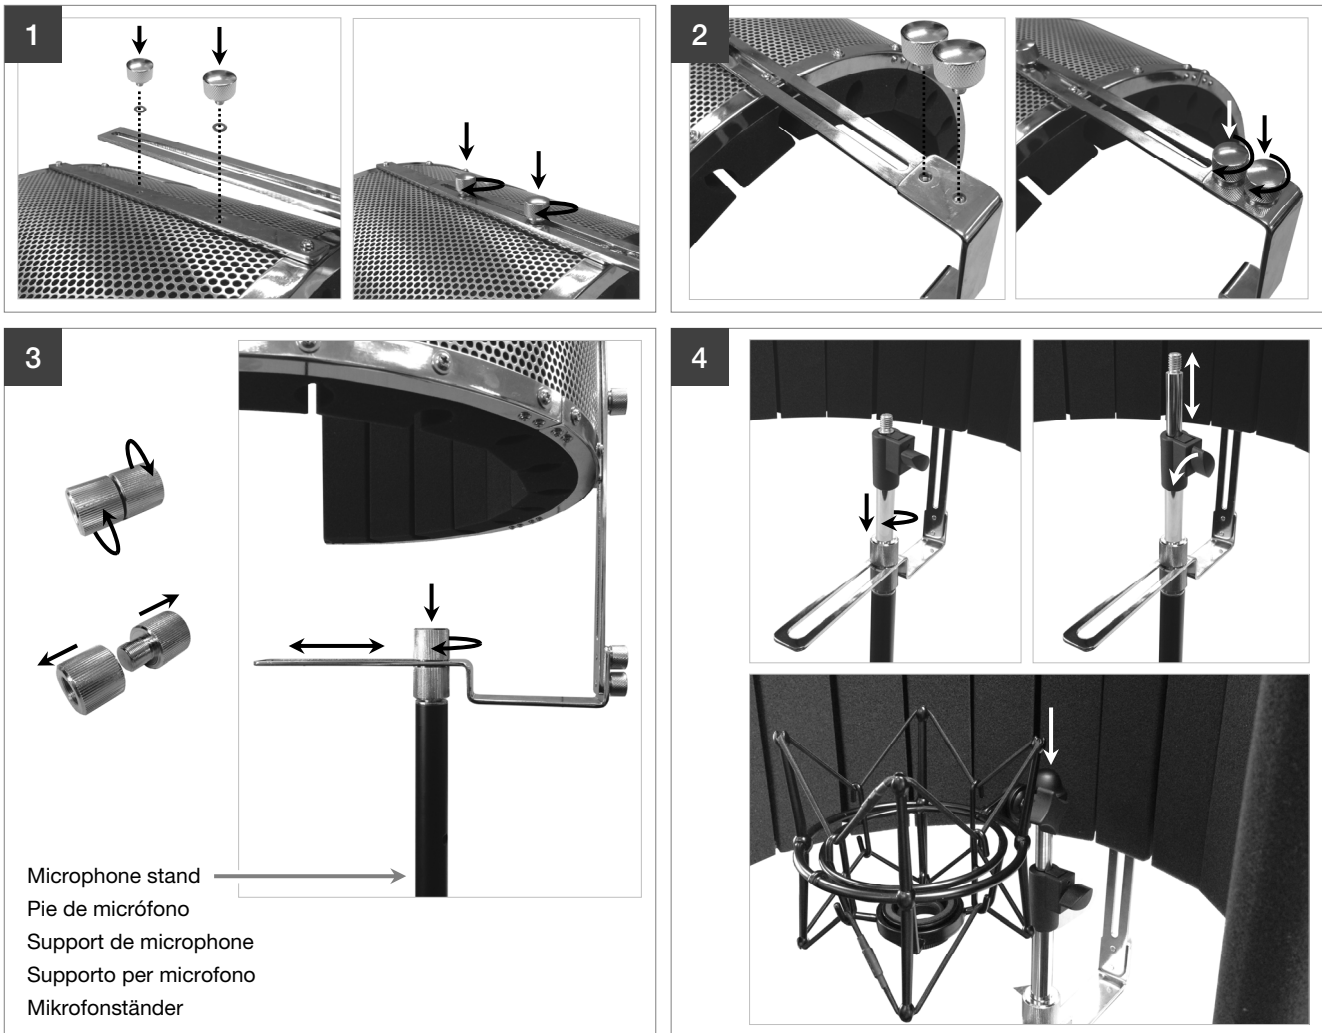 1
2
3
Microphone stand
Pie de micrófono
Support de microphone
Supporto per microfono
Mikrofonständer
4